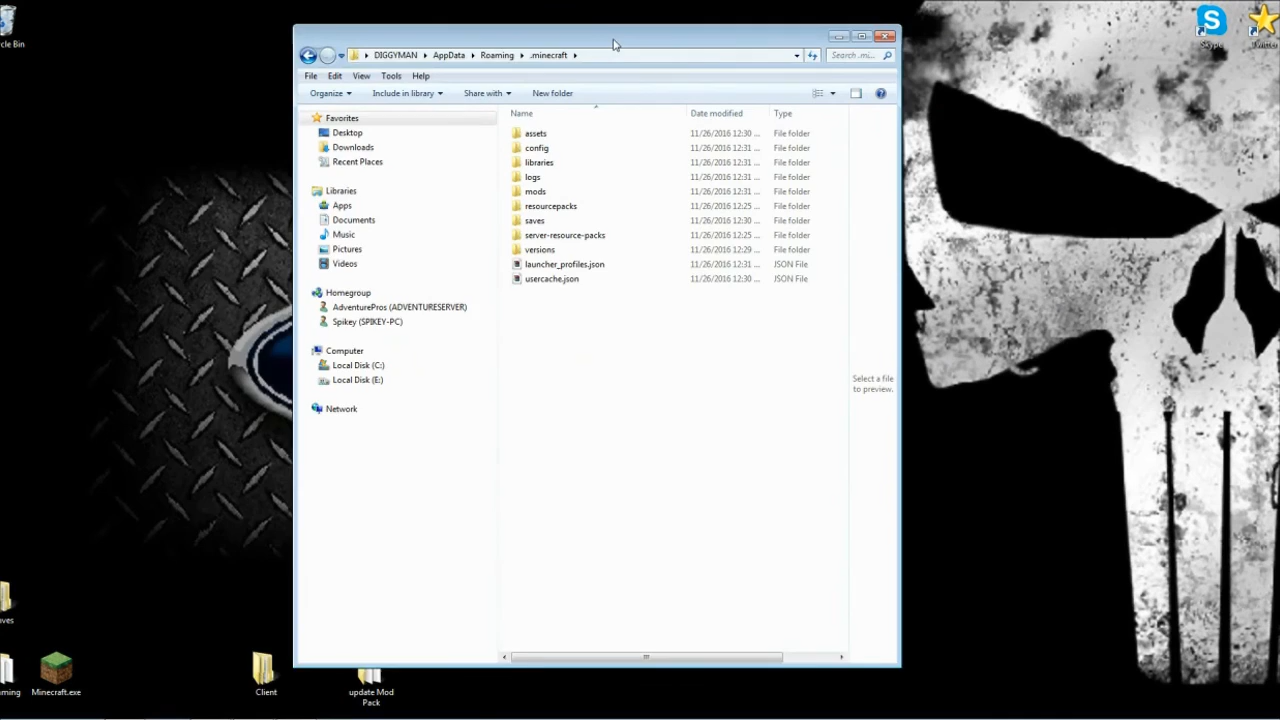 cle Bin
Skype
Twitter
DIGGYMAN AppData Roaming .minecraft
Search .mi...
File Edit View Tools Help
Organize Include in library Share with New folder
Favorites
Desktop
Downloads
Recent Places
Libraries
Apps
Documents
Music
Pictures
Videos
Homegroup
AdventurePros (ADVENTURESERVER)
Spikey (SPIKEY-PC)
Computer
Local Disk (C:)
Local Disk (E:)
Network
Name Date modified Type
assets 11/26/2016 12:30 ... File folder
config 11/26/2016 12:31 ... File folder
libraries 11/26/2016 12:31 ... File folder
logs 11/26/2016 12:31 ... File folder
mods 11/26/2016 12:31 ... File folder
resourcepacks 11/26/2016 12:25 ... File folder
saves 11/26/2016 12:30 ... File folder
server-resource-packs 11/26/2016 12:25 ... File folder
versions 11/26/2016 12:29 ... File folder
launcher_profiles.json 11/26/2016 12:31 ... JSON File
usercache.json 11/26/2016 12:30 ... JSON File
Select a file
to preview.
ves
ming
Minecraft.exe
Client
update Mod
Pack